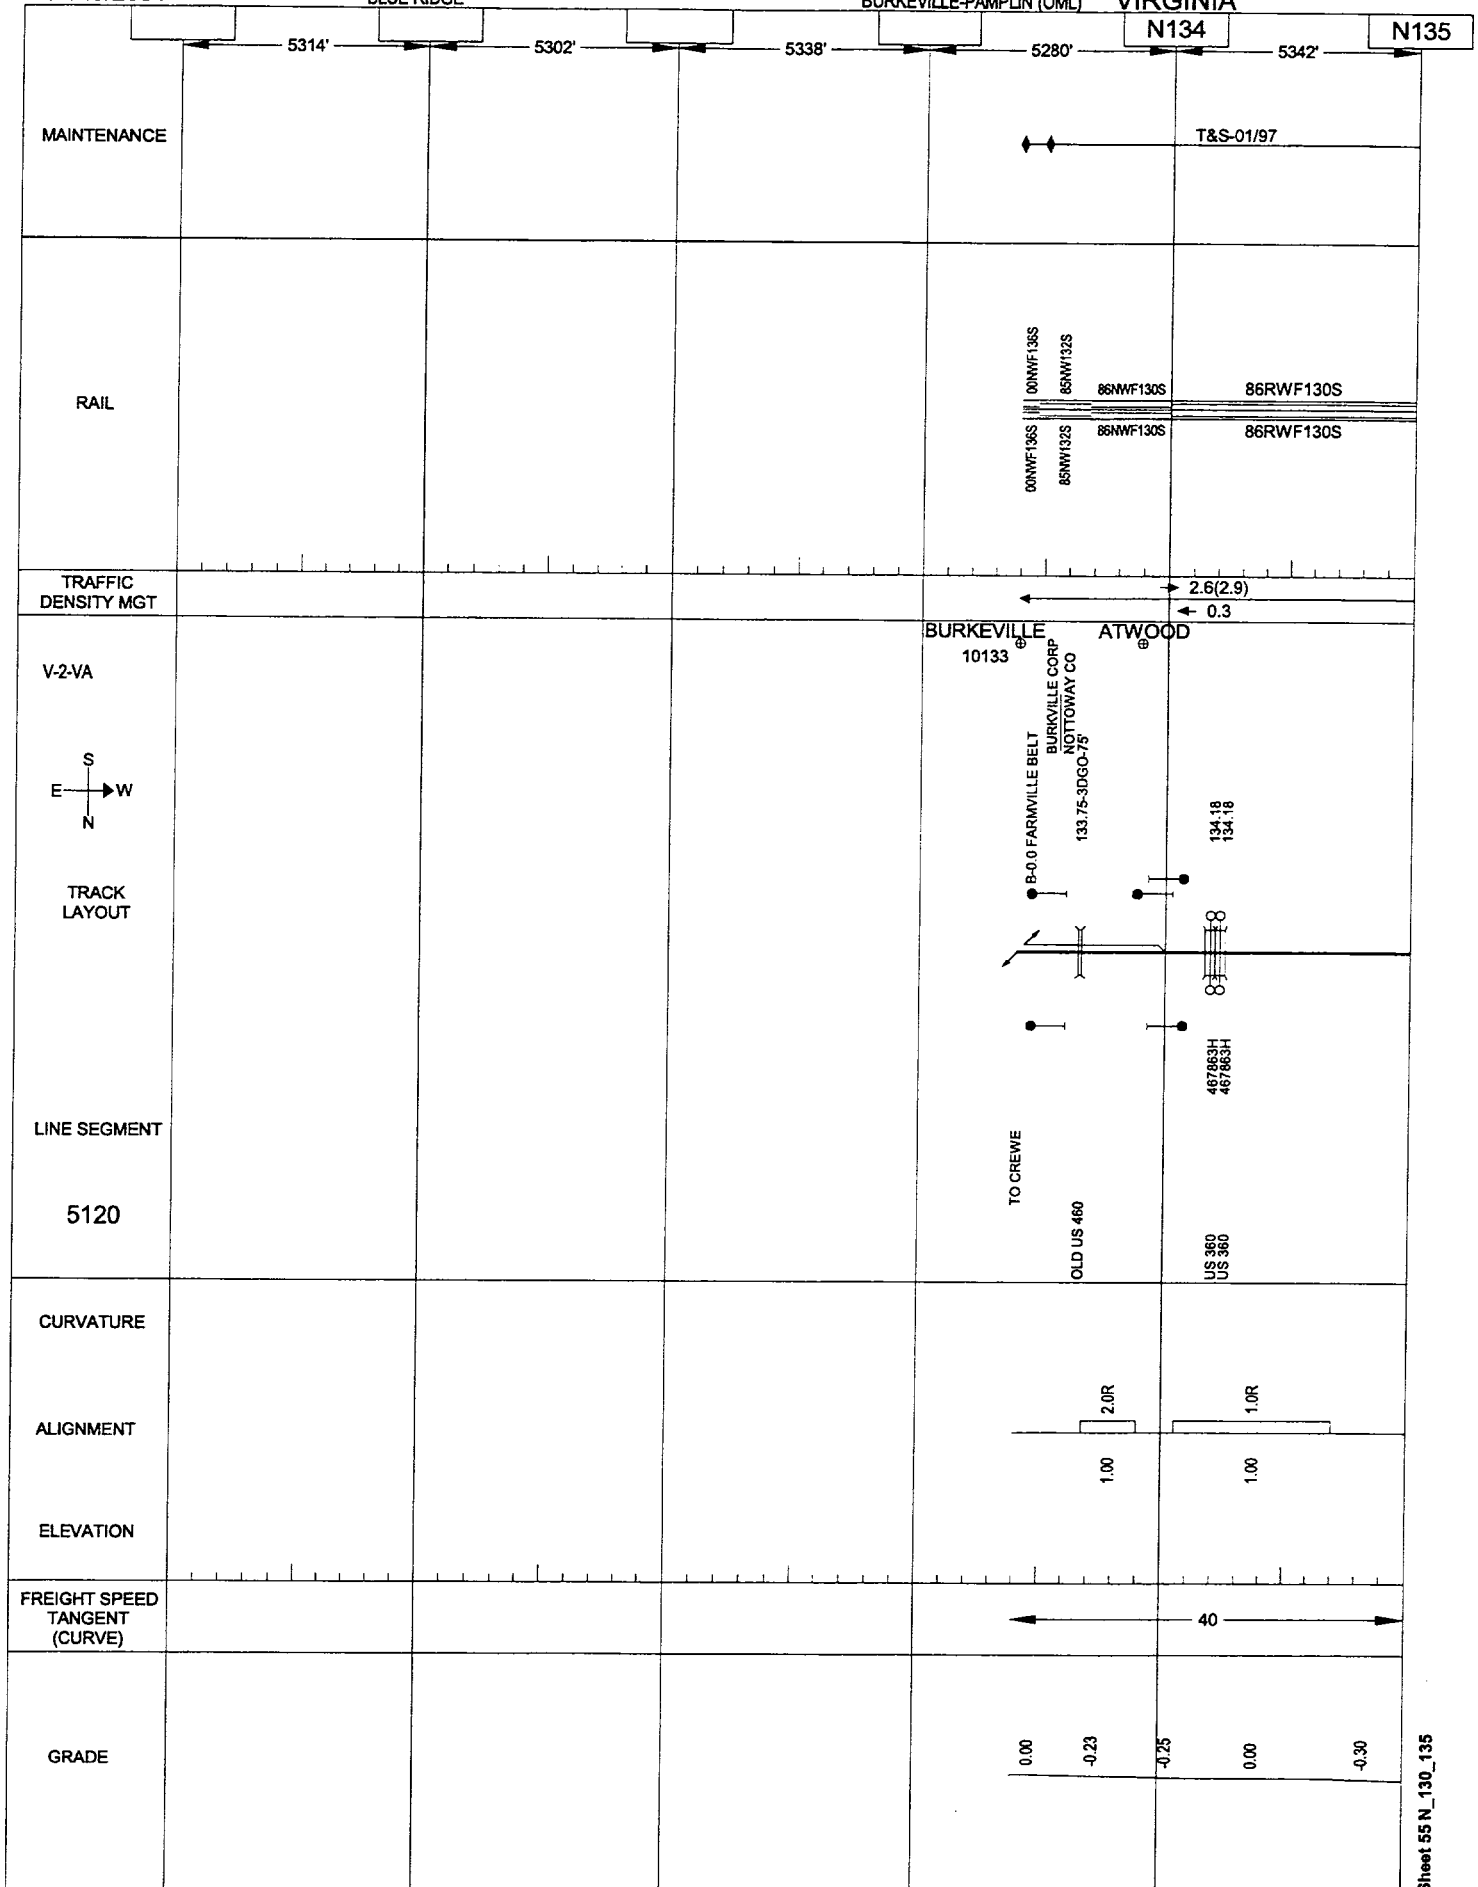 BLUE RIDGE
BURKEVILLE-PAMPLIN (OML) VIRGINIA
N134 N135
5314' 5302' 5338' 5280' 5342'
MAINTENANCE
T&S-01/97
RAIL
00NWF136S
85NW132S
86NWF130S
86RWF130S
00NWF136S
85NW132S
86NWF130S
86RWF130S
TRAFFIC
DENSITY MGT
2.6(2.9)
0.3
BURKEVILLE
10133
ATWOOD
V-2-VA
S
E W
N
B-0.0 FARMVILLE BELT
BURKVILLE CORP
NOTTOWAY CO
133.75-3DGO-75'
134.18
134.18
TRACK
LAYOUT
467863H
467863H
LINE SEGMENT
5120
TO CREWE
OLD US 460
US 360
US 360
CURVATURE
ALIGNMENT
2.0R
1.0R
1.00
1.00
ELEVATION
FREIGHT SPEED
TANGENT
(CURVE)
40
GRADE
0.00
-0.23
-0.25
0.00
-0.30
Sheet 55 N_130_135